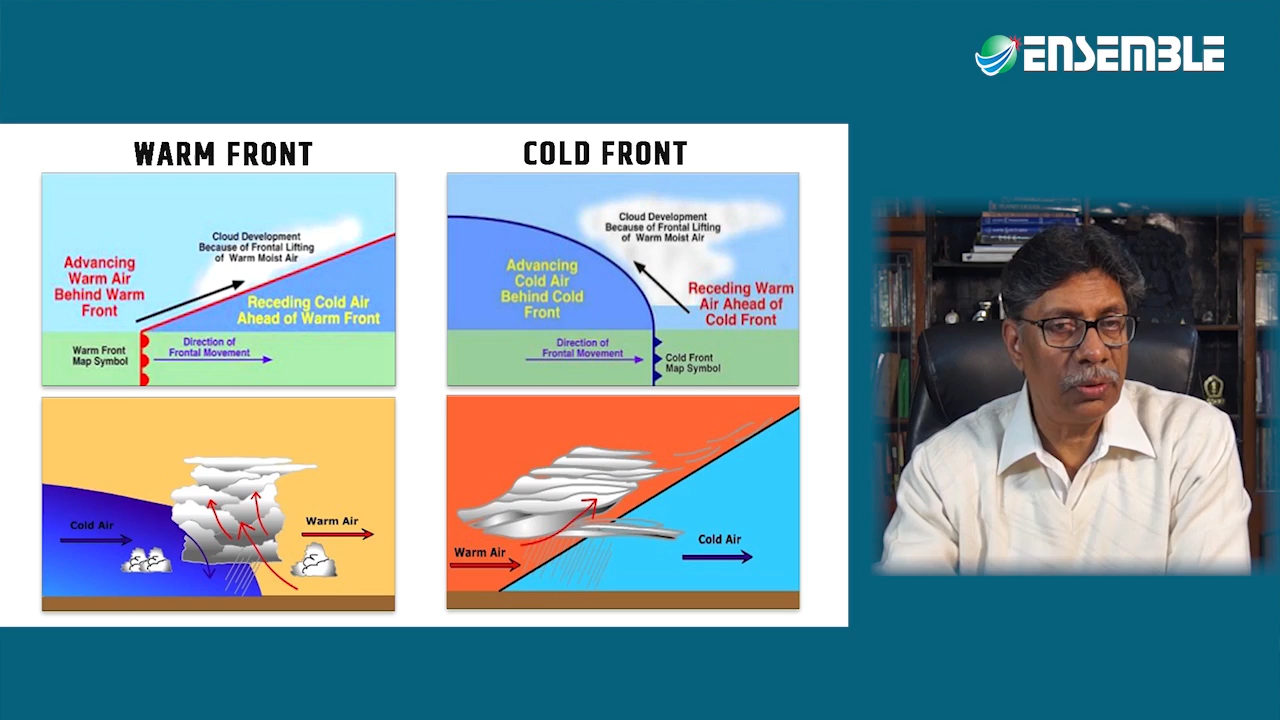 ENSEMBLE
WARM FRONT
Cloud Development
Because of Frontal Lifting
of Warm Moist Air
Advancing
Warm Air
Behind Warm
Front
Receding Cold Air
Ahead of Warm Front
Warm Front
Map Symbol
Direction of
Frontal Movement
COLD FRONT
Cloud Development
Because of Frontal Lifting
of Warm Moist Air
Advancing
Cold Air
Behind Cold
Front
Receding Warm
Air Ahead of
Cold Front
Direction of
Frontal Movement
Cold Front
Map Symbol
Cold Air
Warm Air
Warm Air
Cold Air